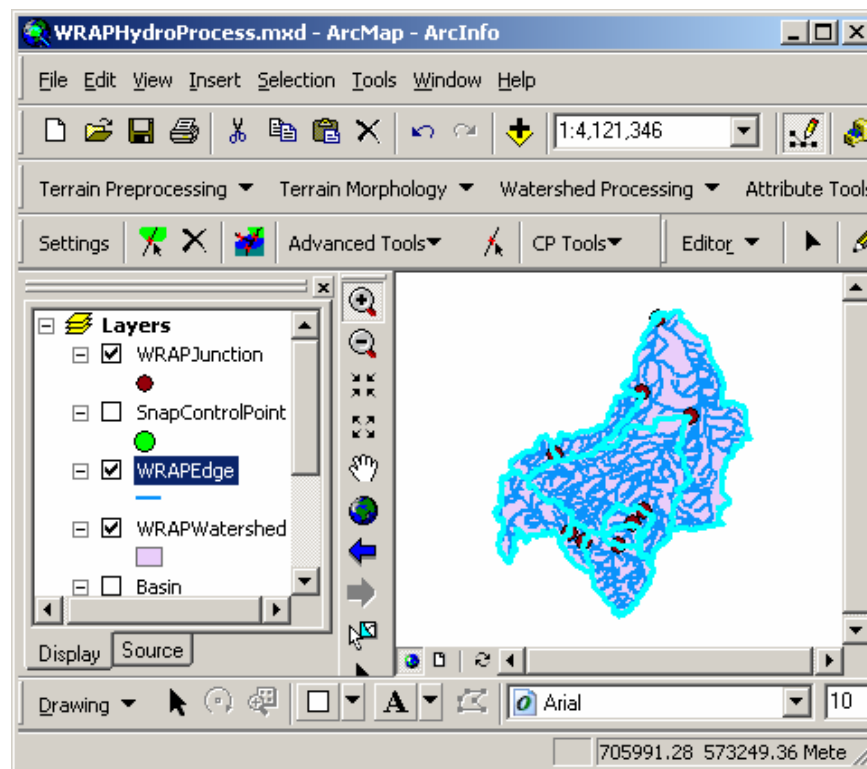 WRAPHydroProcess.mxd - ArcMap - ArcInfo
File Edit View Insert Selection Tools Window Help
1:4,121,346
Terrain Preprocessing Terrain Morphology Watershed Processing Attribute Tools
Settings Advanced Tools CP Tools Editor
Layers
WRAPJunction
SnapControlPoint
WRAPEdge
WRAPWatershed
Basin
Display Source
Drawing A Arial 10
705991.28 573249.36 Mete